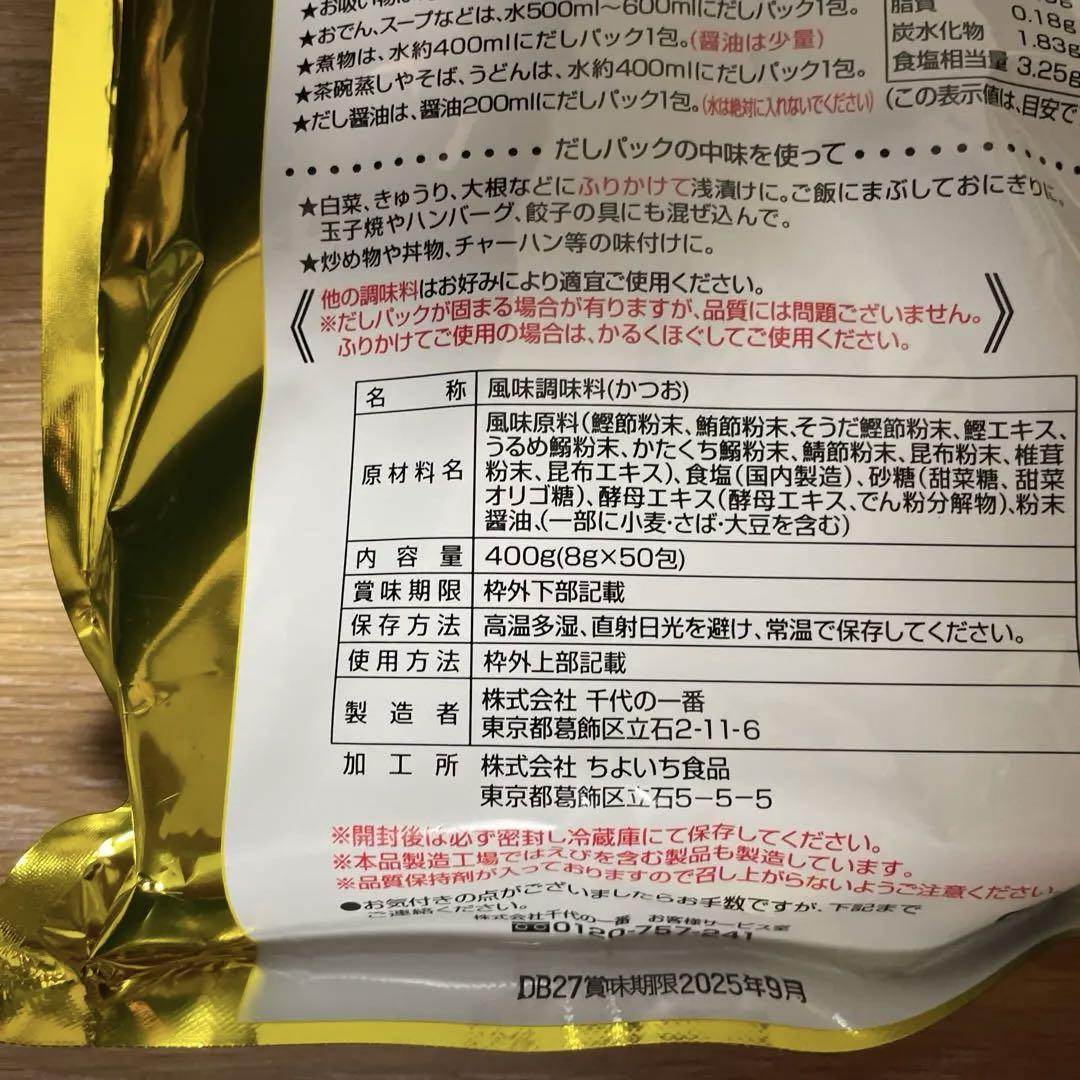 ★お吸い物は
★おでん、スープなどは、水500ml〜600mlにだしパック1包。
★煮物は、水約400mlにだしパック1包。(醤油は少量)
★茶碗蒸しやそば、うどんは、水約400mlにだしパック1包。
★だし醤油は、醤油200mlにだしパック1包。(水は絶対に入れないでください)
脂質
炭水化物 0.18g
食塩相当量 1.83g
3.25g
(この表示値は、目安で
だしパックの中味を使って
★白菜、きゅうり、大根などにふりかけて浅漬けに。ご飯にまぶしておにぎりに。
玉子焼やハンバーグ、餃子の具にも混ぜ込んで。
★炒め物や丼物、チャーハン等の味付けに。
他の調味料はお好みにより適宜ご使用ください。
※だしパックが固まる場合が有りますが、品質には問題ございません。
ふりかけてご使用の場合は、かるくほぐしてご使用ください。
名称 風味調味料(かつお)
原材料名 風味原料(鰹節粉末、鮪節粉末、そうだ鰹節粉末、鰹エキス、
うるめ鰯粉末、かたくち鰯粉末、鯖節粉末、昆布粉末、椎茸
粉末、昆布エキス)、食塩(国内製造)、砂糖(甜菜糖、甜菜
オリゴ糖)、酵母エキス(酵母エキス、でん粉分解物)、粉末
醤油、(一部に小麦・さば・大豆を含む)
内容量 400g(8g×50包)
賞味期限 枠外下部記載
保存方法 高温多湿、直射日光を避け、常温で保存してください。
使用方法 枠外上部記載
製造者 株式会社 千代の一番
東京都葛飾区立石2-11-6
加工所 株式会社 ちよいち食品
東京都葛飾区立石5-5-5
※開封後は必ず密封し冷蔵庫にて保存してください。
※本品製造工場ではえびを含む製品も製造しています。
※品質保持剤が入っておりますので召し上がらないようご注意ください
●お気付きの点がございましたらお手数ですが、下記まで
ご連絡ください。
株式会社千代の一番 お客様サービス室
0120-757-241
DB27賞味期限2025年9月